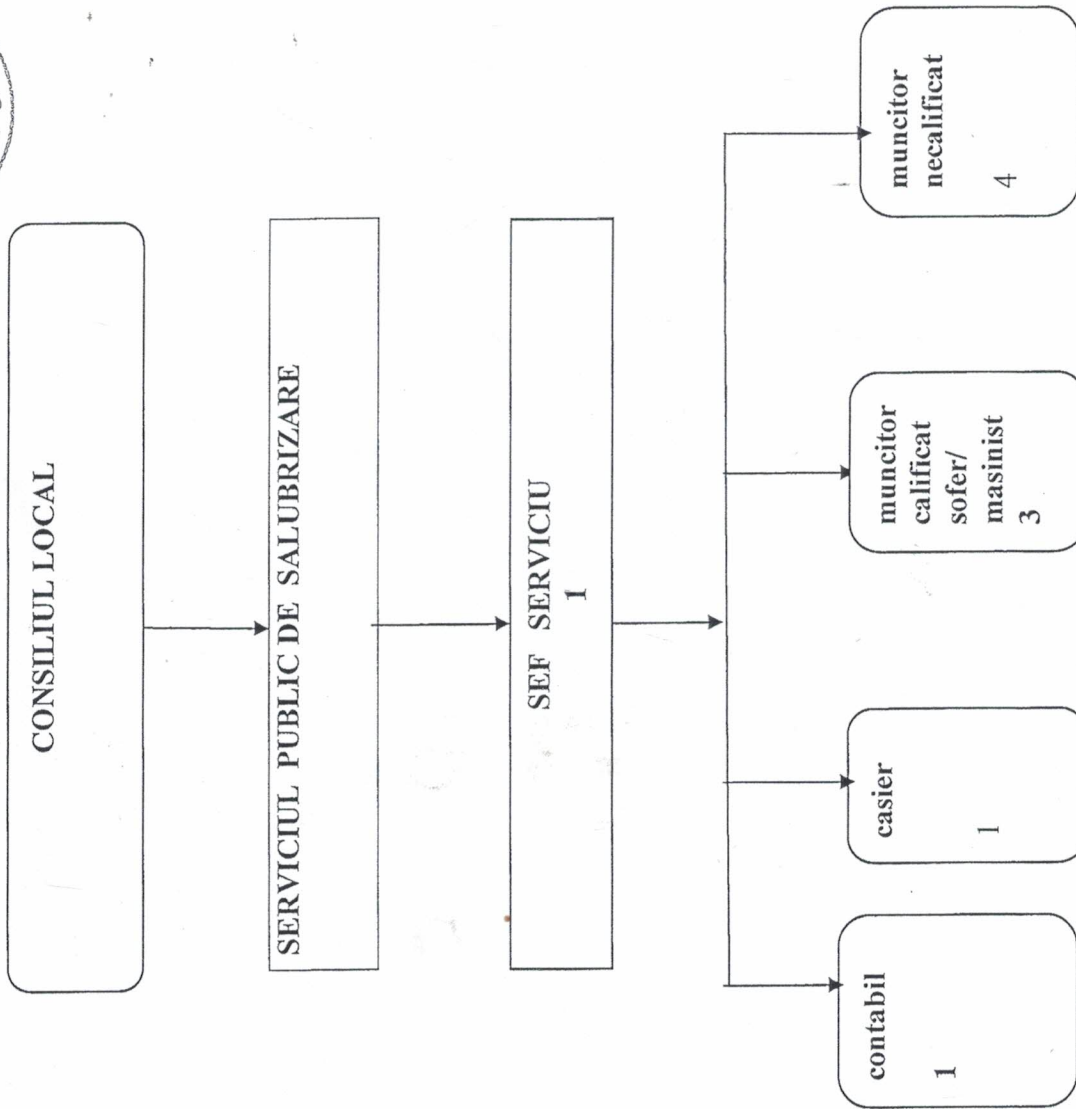 CONSILIUL LOCAL
SERVICIUL PUBLIC DE SALUBRIZARE
SEF SERVICIU
1
contabil
1
casier
1
muncitor
calificat
sofer/
masinist
3
muncitor
necalificat
4